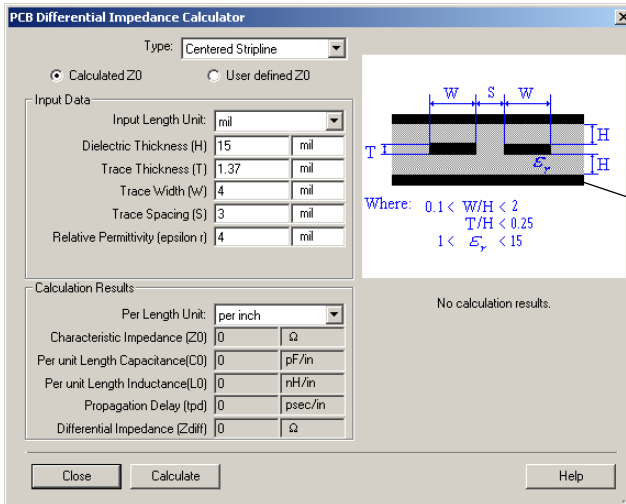 PCB Differential Impedance Calculator
Type: Centered Stripline
Calculated Z0 User defined Z0
Input Data
Input Length Unit: mil
Dielectric Thickness (H) 15 mil
Trace Thickness (T) 1.37 mil
Trace Width (W) 4 mil
Trace Spacing (S) 3 mil
Relative Permittivity (epsilon r) 4 mil
W S W
T H
εr H
Where: 0.1 < W/H < 2
T/H < 0.25
1 < εr < 15
Calculation Results
Per Length Unit: per inch
Characteristic Impedance (Z0) 0 Ω
Per unit Length Capacitance(C0) 0 pF/in
Per unit Length Inductance(L0) 0 nH/in
Propagation Delay (tpd) 0 psec/in
Differential Impedance (Zdiff) 0 Ω
No calculation results.
Close Calculate Help